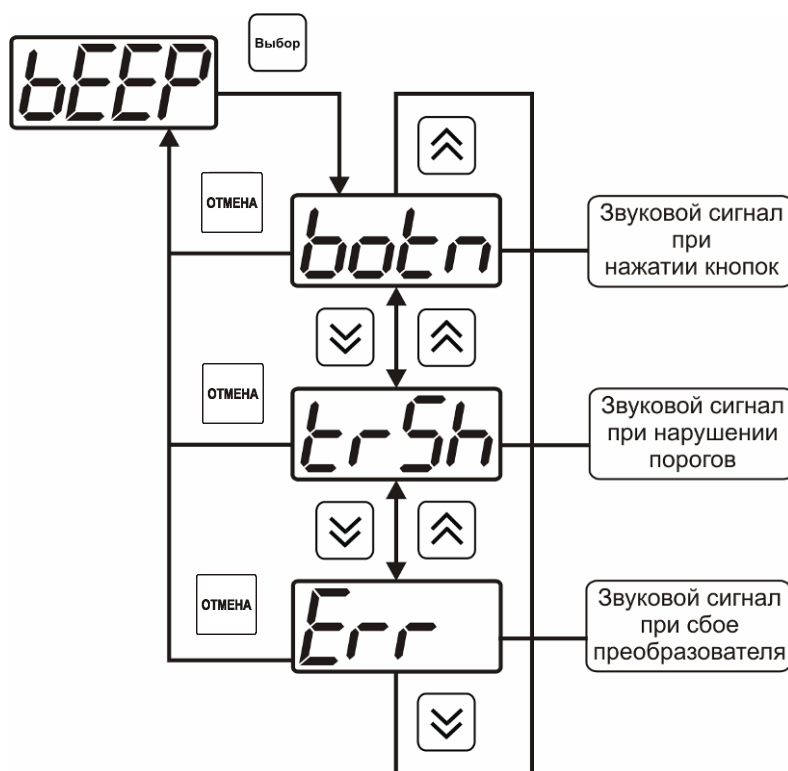 bEEP
Выбор
ОТМЕНА
botn
Звуковой сигнал
при
нажатии кнопок
ОТМЕНА
trSh
Звуковой сигнал
при нарушении
порогов
ОТМЕНА
Err
Звуковой сигнал
при сбое
преобразователя